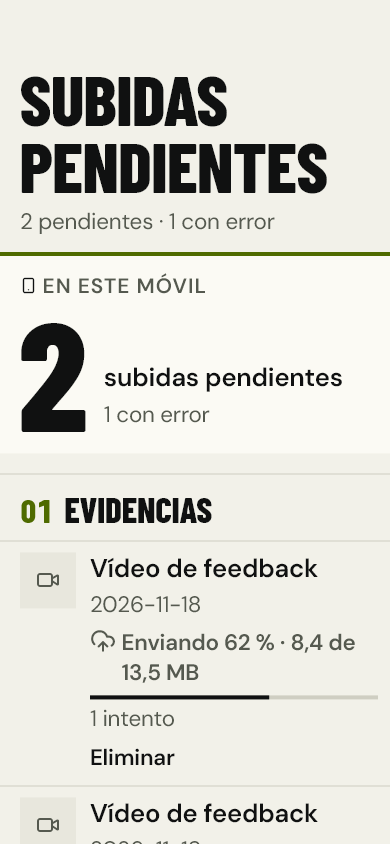 SUBIDAS
PENDIENTES
2 pendientes · 1 con error
EN ESTE MÓVIL
2
subidas pendientes
1 con error
01 EVIDENCIAS
Vídeo de feedback
2026-11-18
Enviando 62 % · 8,4 de
13,5 MB
1 intento
Eliminar
Vídeo de feedback